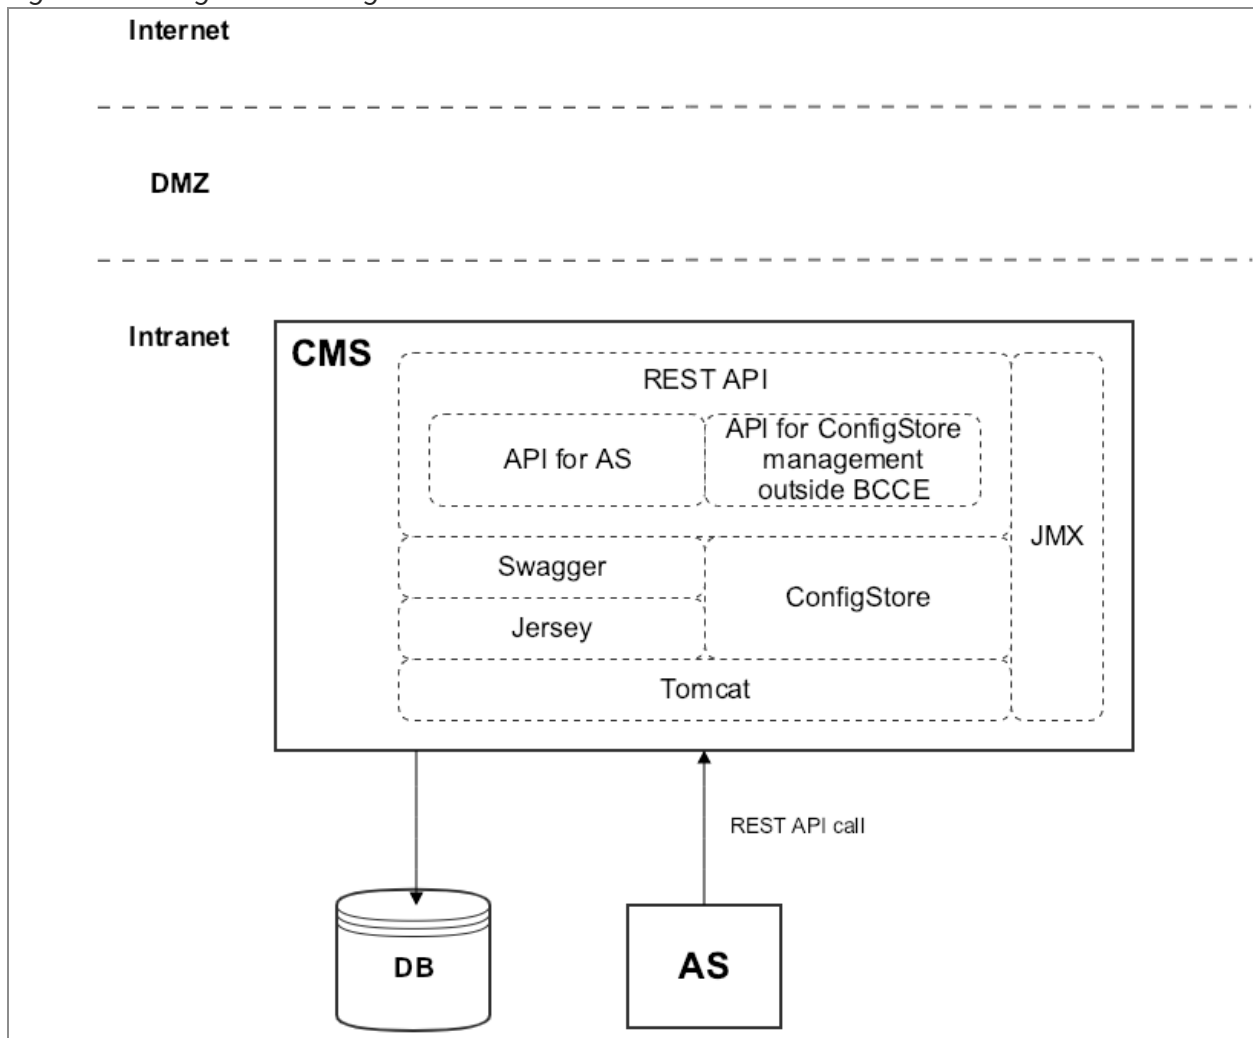 Internet
DMZ
Intranet
CMS
REST API
API for AS
API for ConfigStore
management
outside BCCE
JMX
Swagger
ConfigStore
Jersey
Tomcat
REST API call
DB
AS